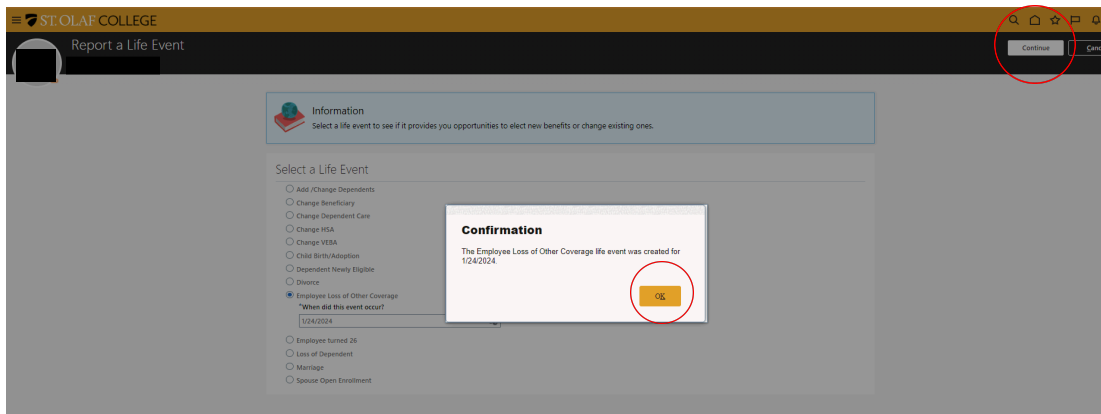 ST. OLAF COLLEGE
Report a Life Event
Continue
Information
Select a life event to see if it provides you opportunities to elect new benefits or change existing ones.
Select a Life Event
Add /Change Dependents
Change Beneficiary
Change Dependent Care
Change HSA
Change VEBA
Child Birth/Adoption
Dependent Newly Eligible
Divorce
Employee Loss of Other Coverage
*When did this event occur?
1/24/2024
Employee turned 26
Loss of Dependent
Marriage
Spouse Open Enrollment
Confirmation
The Employee Loss of Other Coverage life event was created for
1/24/2024.
OK